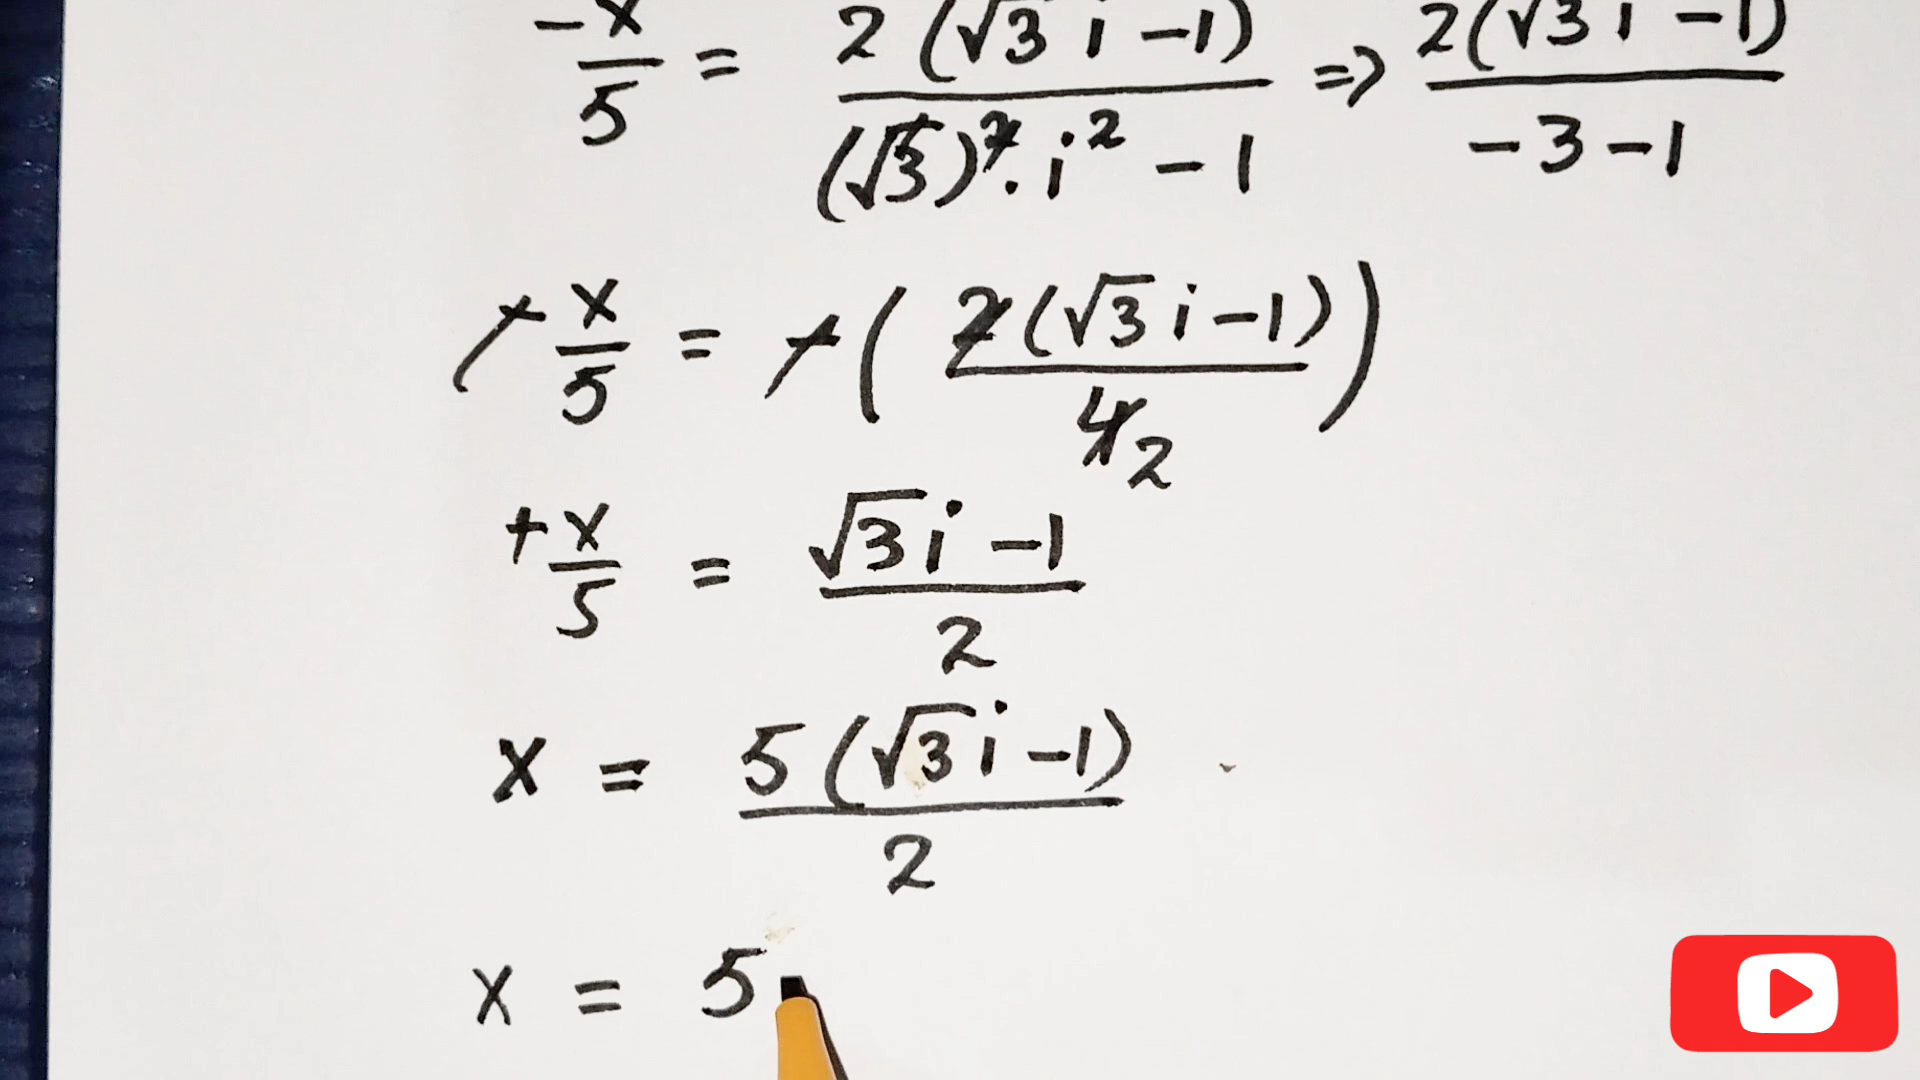 -x/5 = 2(√3 i -1)/((√3)²·i² -1) => 2(√3 i -1)/(-3-1)
-x/5 = -(2(√3 i -1)/4 2)
+x/5 = (√3 i -1)/2
x = 5(√3 i -1)/2
x = 5